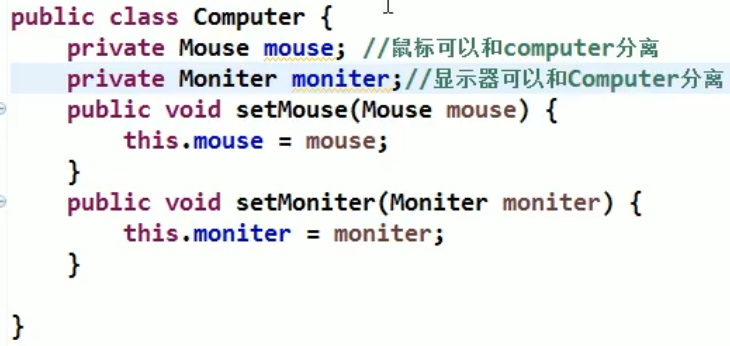 public class Computer {
private Mouse mouse; //鼠标可以和computer分离
private Moniter moniter;//显示器可以和Computer分离
public void setMouse(Mouse mouse) {
this.mouse = mouse;
}
public void setMoniter(Moniter moniter) {
this.moniter = moniter;
}
}